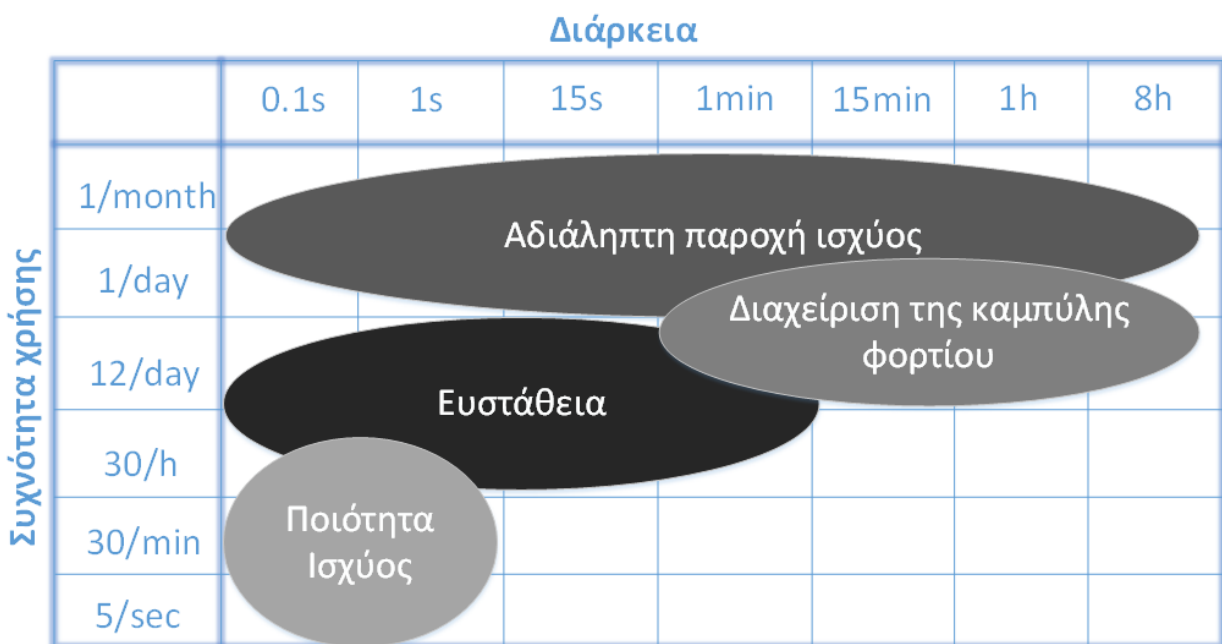 Διάρκεια
0.1s 1s 15s 1min 15min 1h 8h
Συχνότητα χρήσης
1/month
Αδιάληπτη παροχή ισχύος
1/day
Διαχείριση της καμπύλης
φορτίου
12/day
Ευστάθεια
30/h
Ποιότητα
Ισχύος
30/min
5/sec